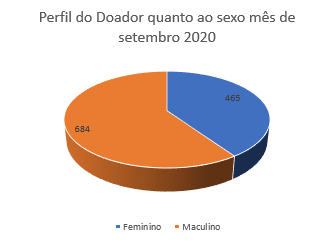 Perfil do Doador quanto ao sexo mês de
setembro 2020
465
684
Feminino Maculino